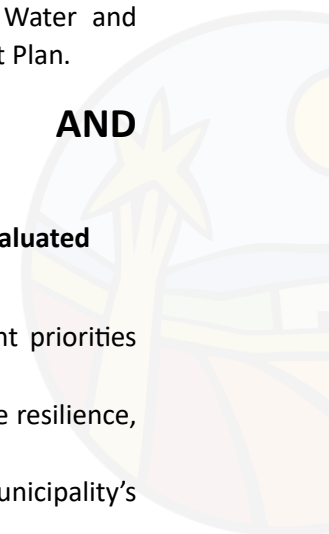 Water and
t Plan.
AND
aluated
nt priorities
e resilience,
unicipality's